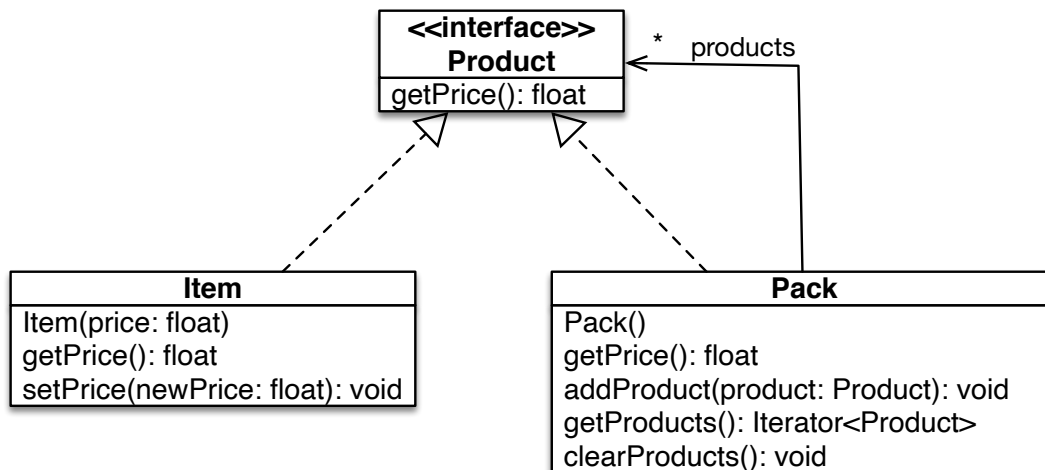 <<interface>>
Product
getPrice(): float
* products
Item
Item(price: float)
getPrice(): float
setPrice(newPrice: float): void
Pack
Pack()
getPrice(): float
addProduct(product: Product): void
getProducts(): Iterator<Product>
clearProducts(): void